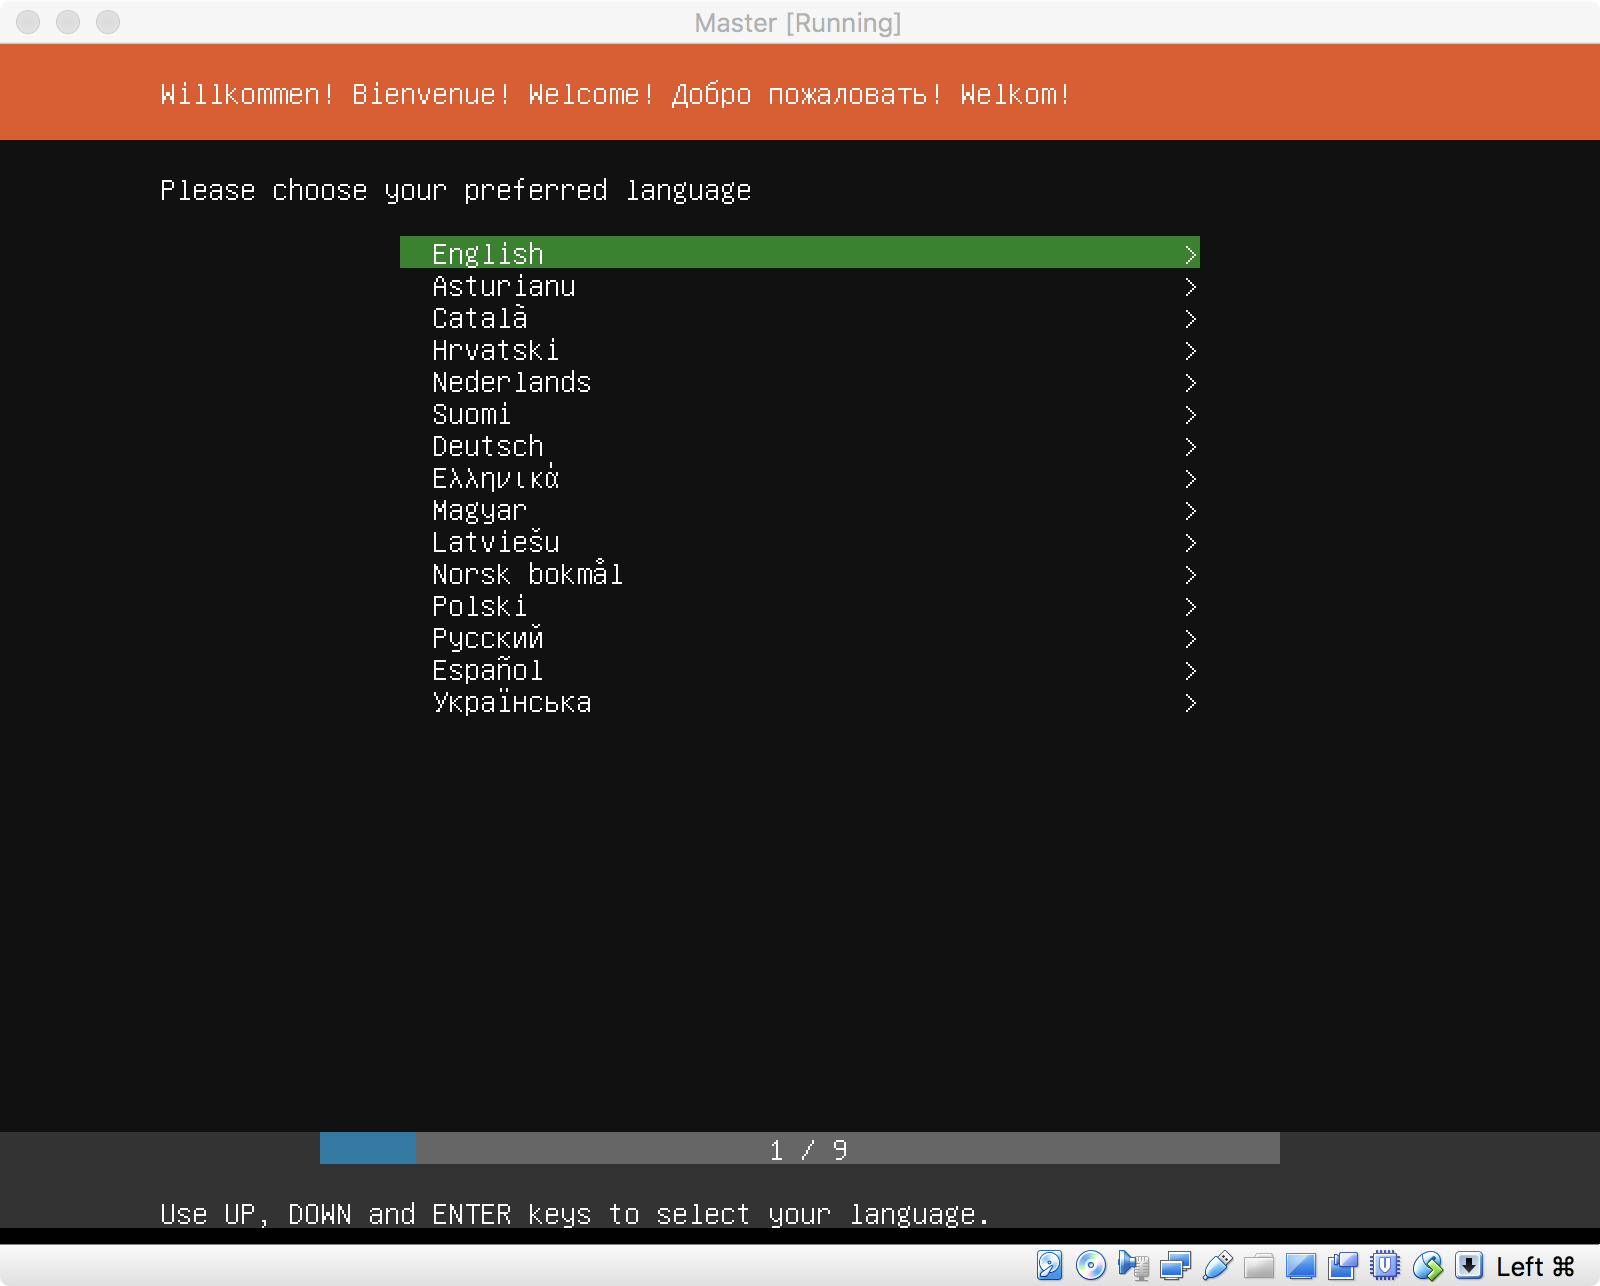 Master [Running]
Willkommen! Bienvenue! Welcome! Добро пожаловать! Welkom!
Please choose your preferred language
English >
Asturianu >
Català >
Hrvatski >
Nederlands >
Suomi >
Deutsch >
Ελληνικά >
Magyar >
Latviešu >
Norsk bokmål >
Polski >
Русский >
Español >
Українська >
1 / 9
Use UP, DOWN and ENTER keys to select your language.
Left ⌘